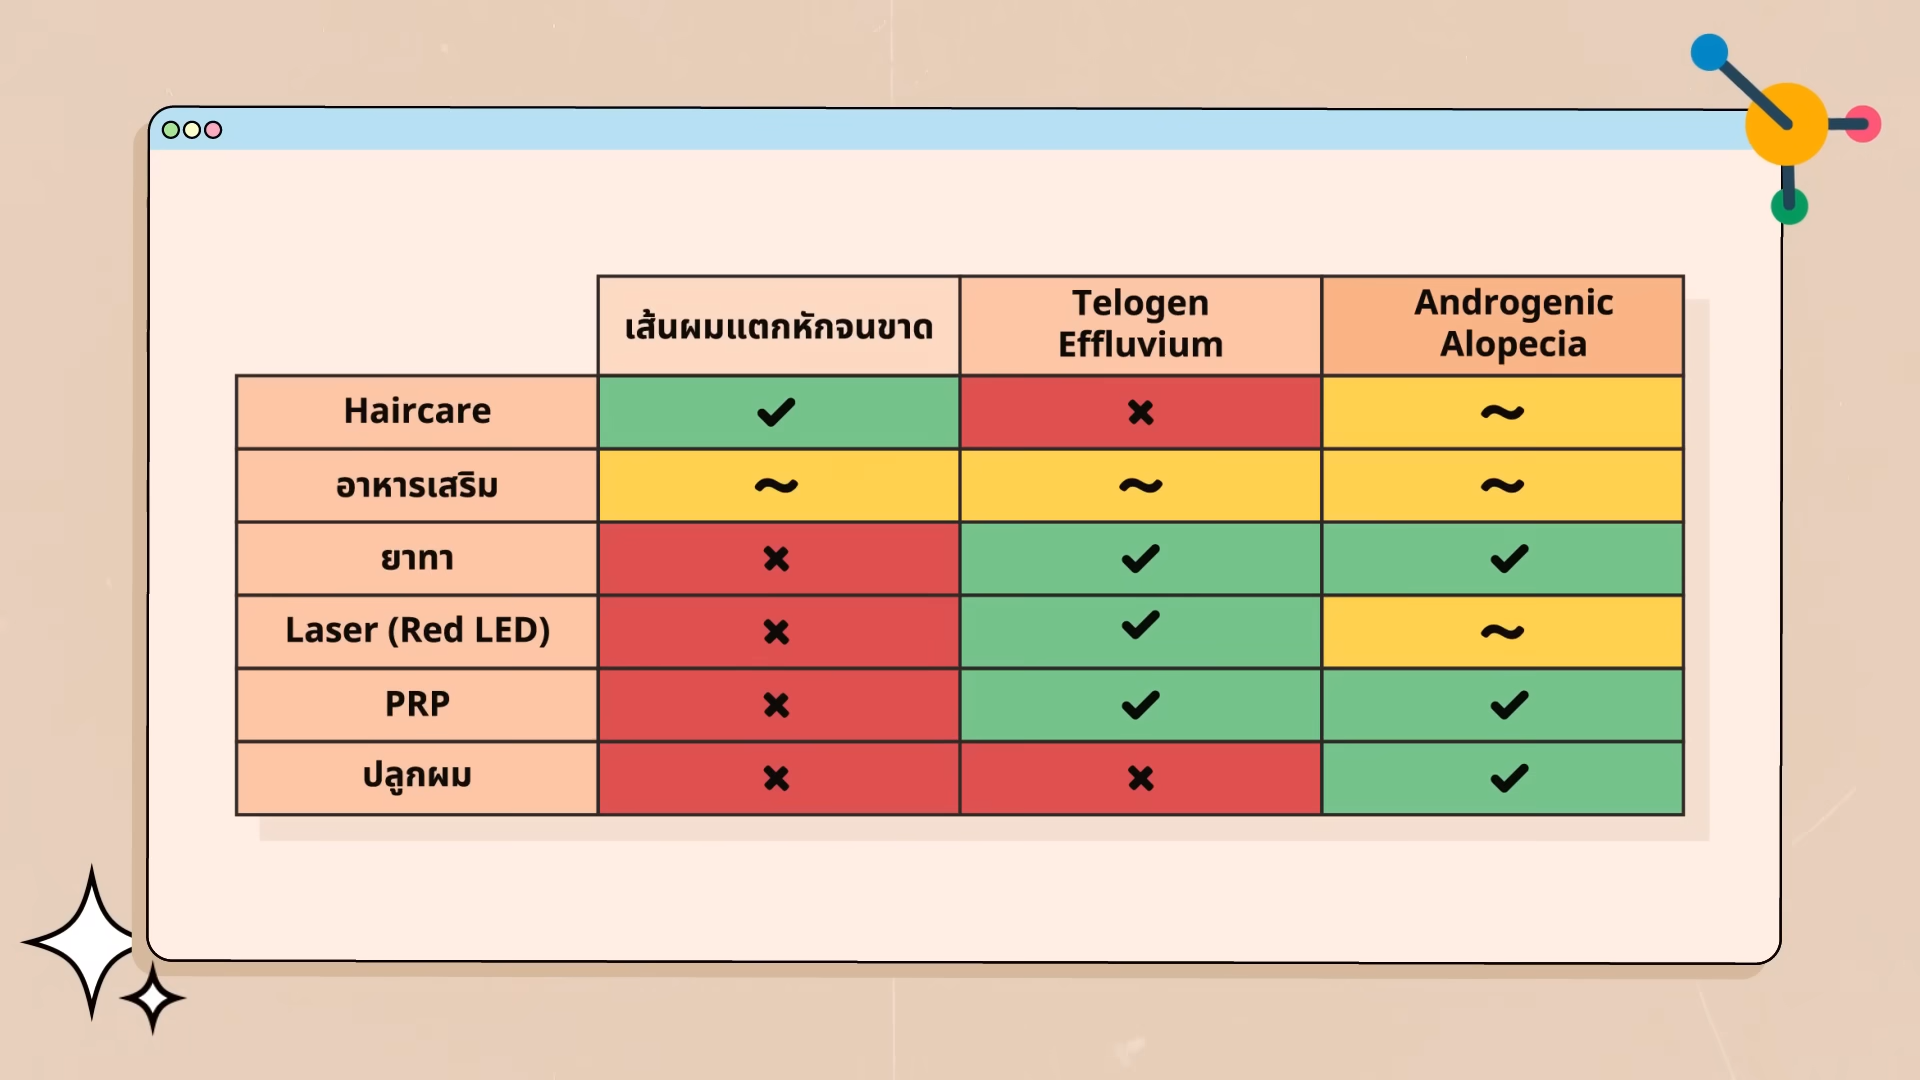 เส้นผมแตกหักจนขาด
Telogen
Effluvium
Androgenic
Alopecia
Haircare ✔ ✖ ~
อาหารเสริม ~ ~ ~
ยาทา ✖ ✔ ✔
Laser (Red LED) ✖ ✔ ~
PRP ✖ ✔ ✔
ปลูกผม ✖ ✖ ✔